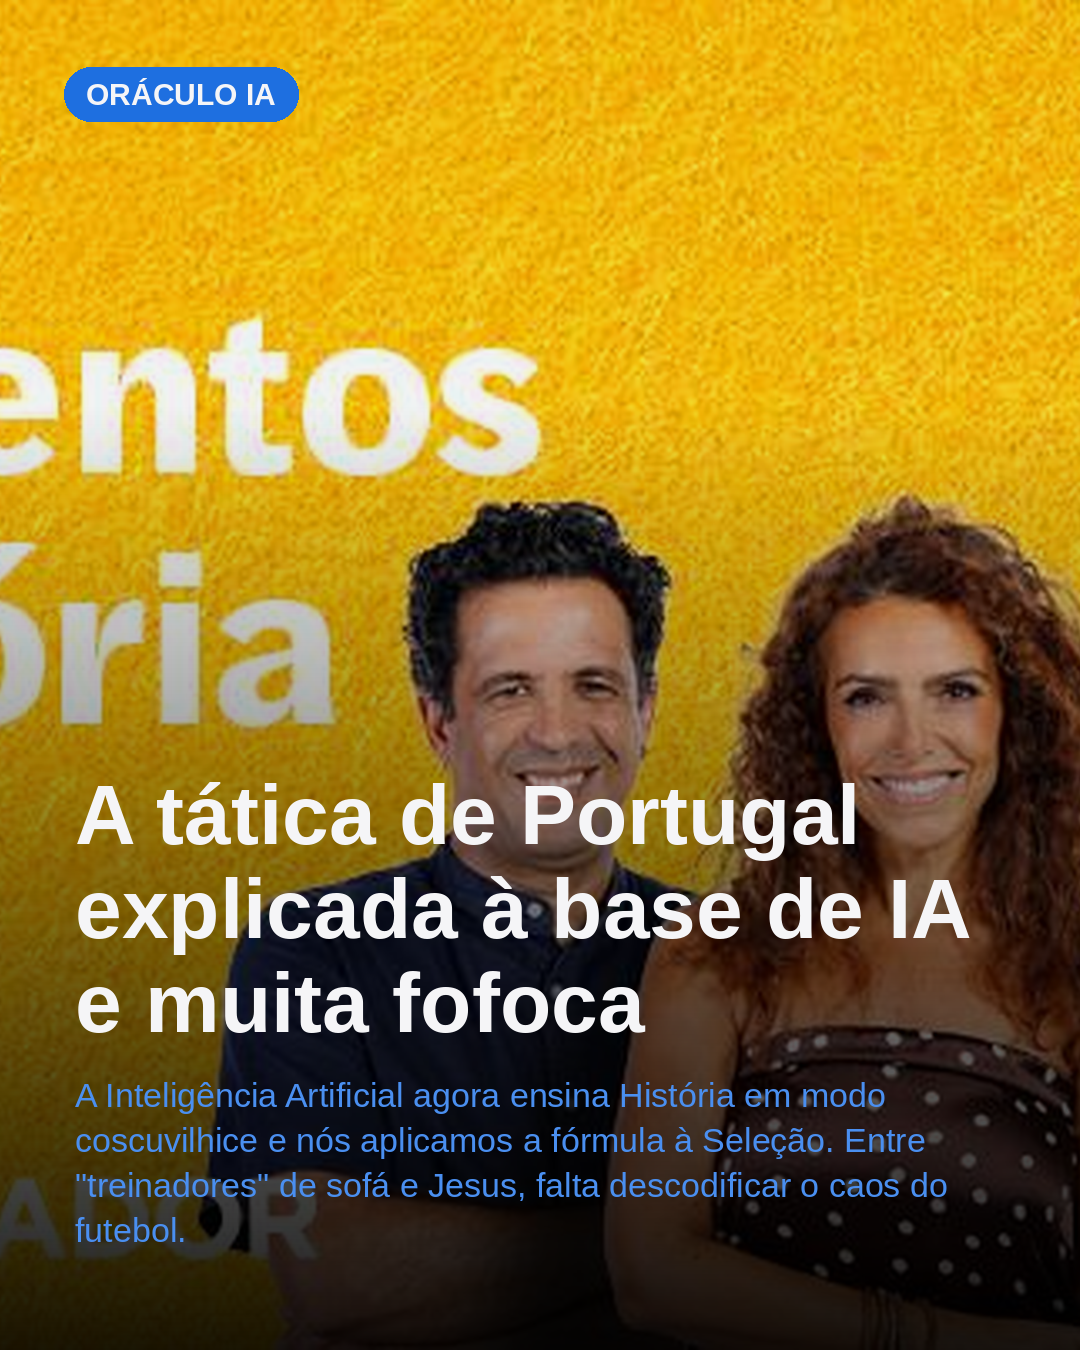 ORÁCULO IA
entos
ória
A tática de Portugal
explicada à base de IA
e muita fofoca
A Inteligência Artificial agora ensina História em modo
coscuvilhice e nós aplicamos a fórmula à Seleção. Entre
"treinadores" de sofá e Jesus, falta descodificar o caos do
futebol.
ADOR